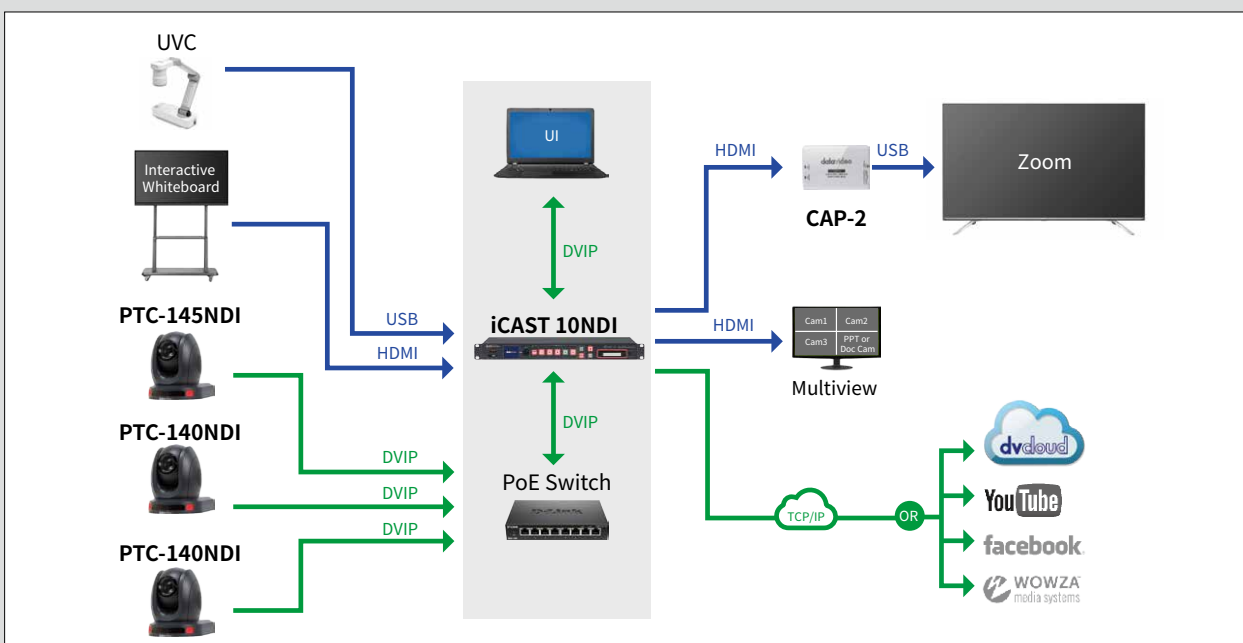 UVC
Interactive
Whiteboard
PTC-145NDI
PTC-140NDI
PTC-140NDI
USB
HDMI
DVIP
DVIP
DVIP
UI
DVIP
iCAST 10NDI
DVIP
PoE Switch
HDMI
datavideo
USB
CAP-2
Zoom
HDMI
Cam1
Cam2
Cam3
PPT or
Doc Cam
Multiview
TCP/IP
OR
dvcloud
YouTube
facebook
WOWZA
media systems